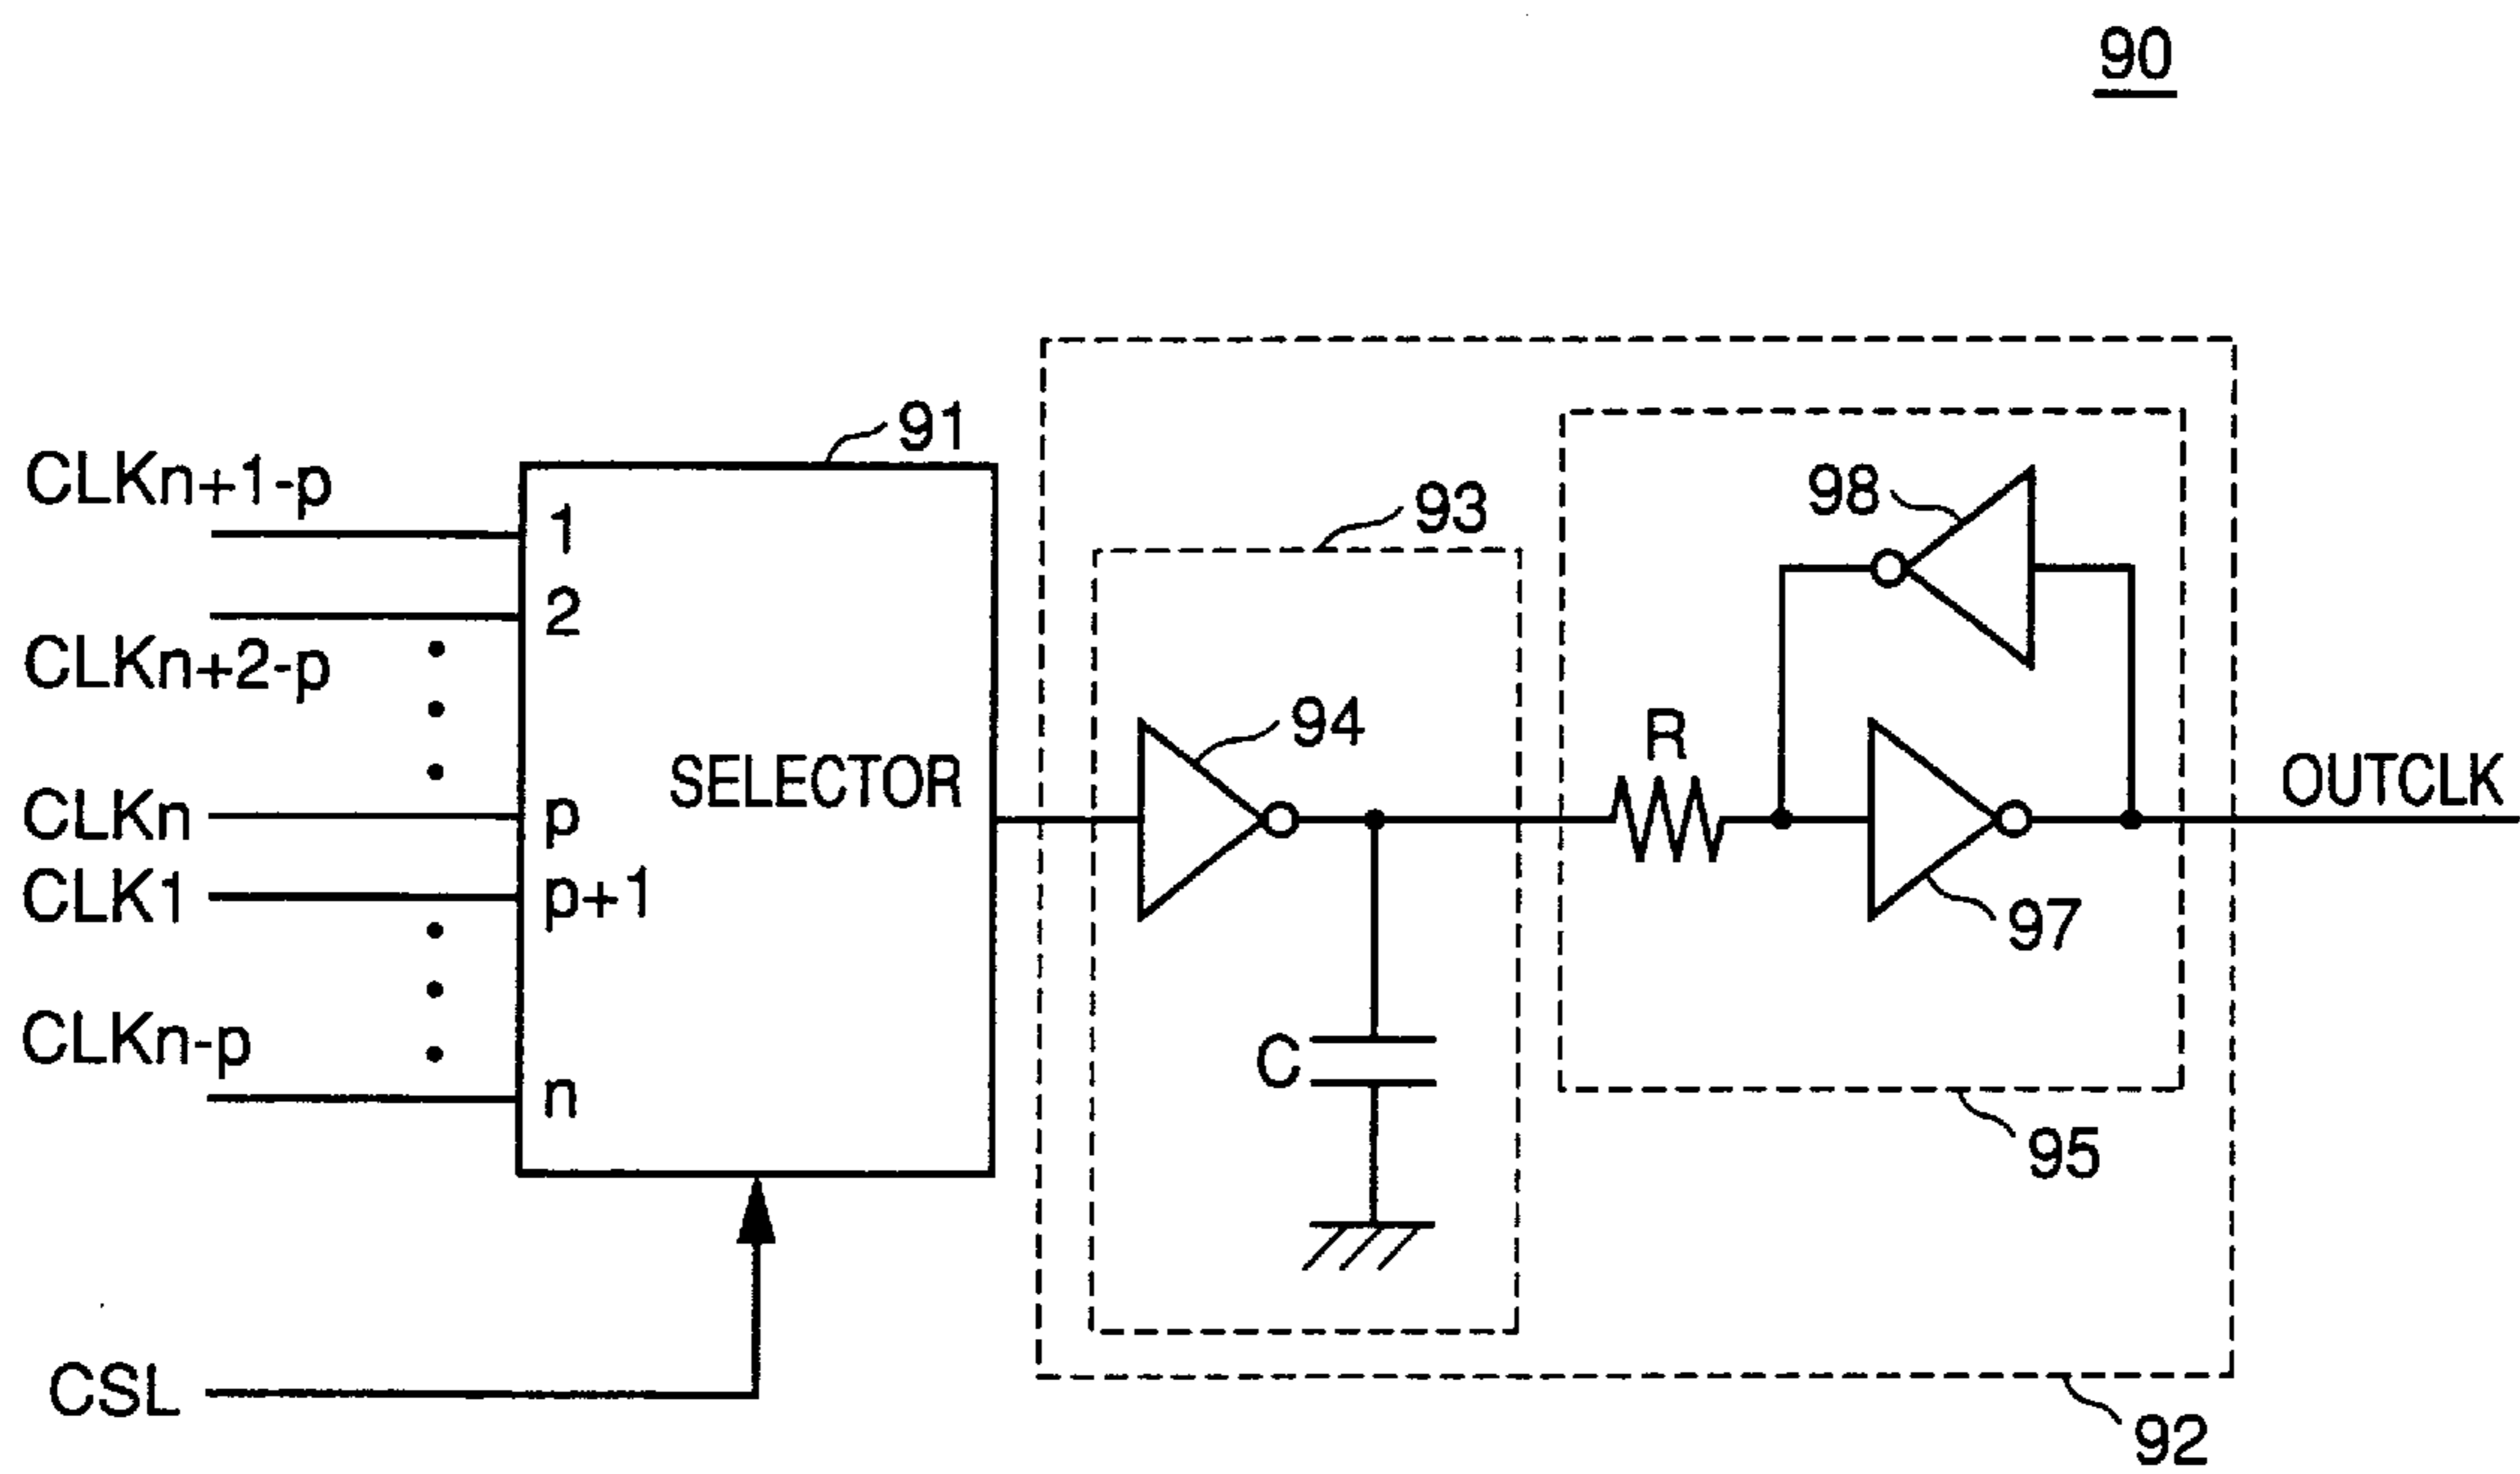 90
91
CLKn+1-p
1
2
CLKn+2-p
CLKn
p
CLK1
p+1
CLKn-p
n
SELECTOR
CSL
93
94
C
98
R
97
OUTCLK
95
92